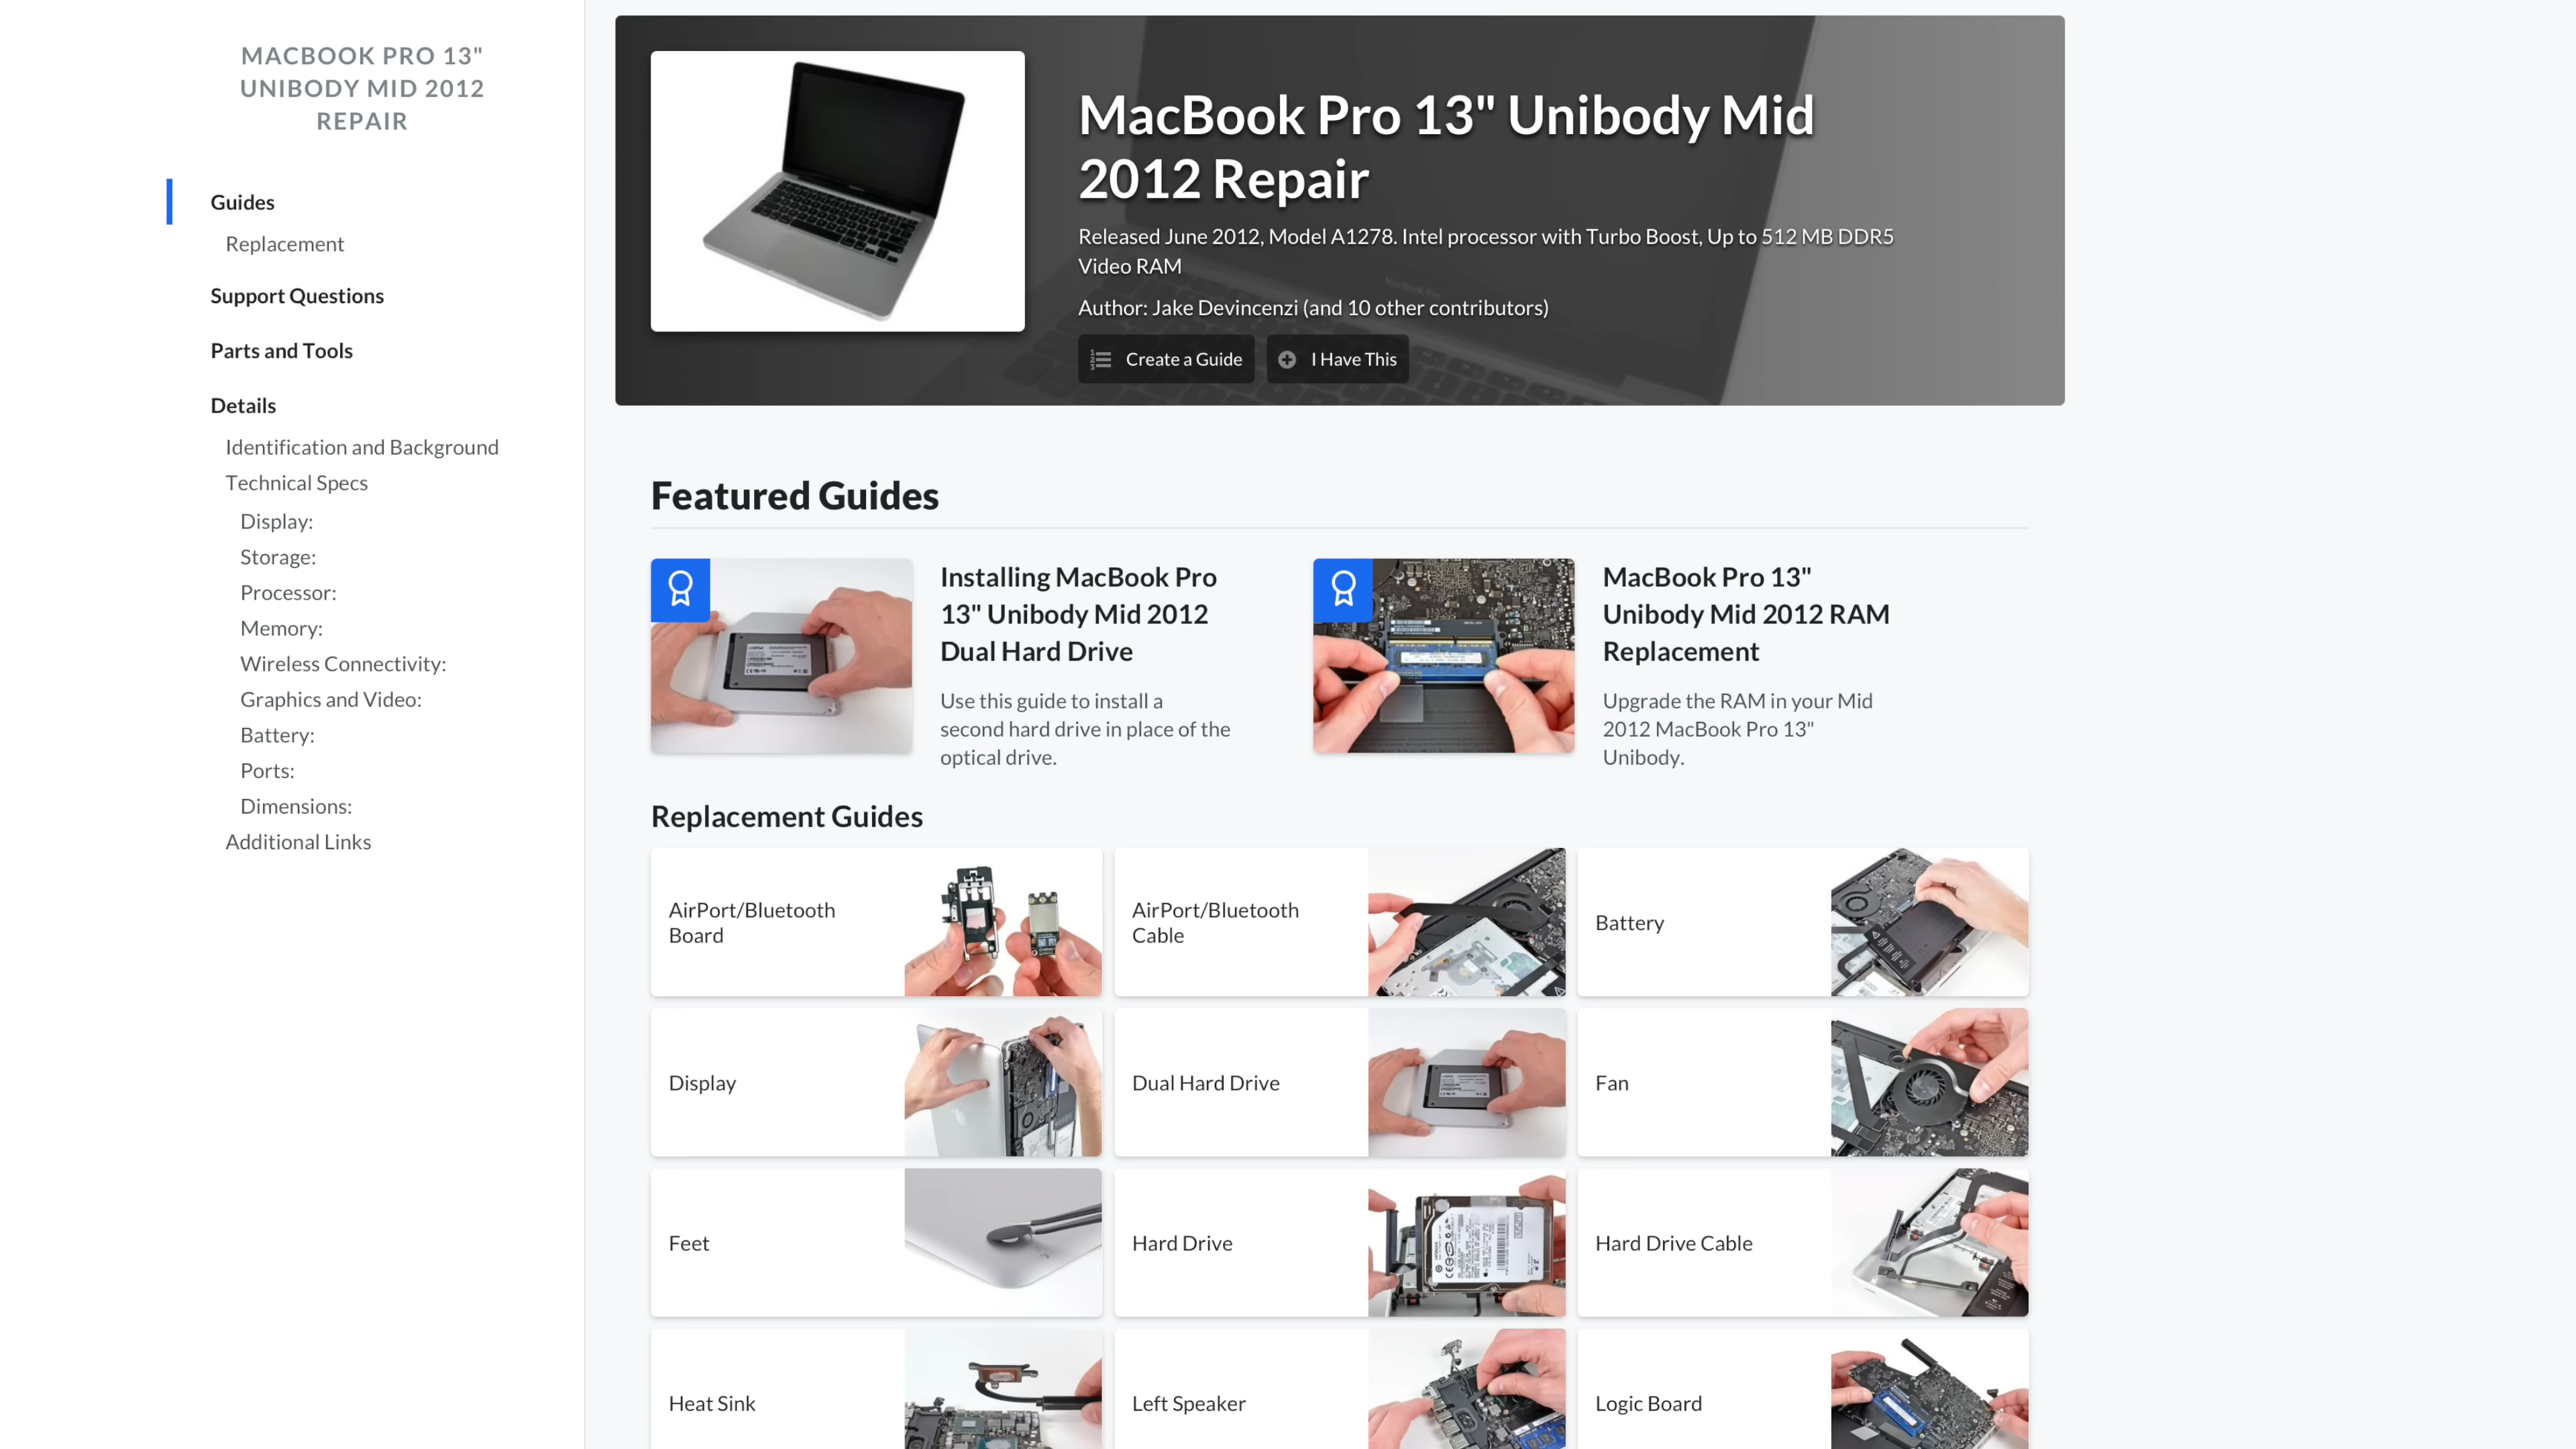 MACBOOK PRO 13"
UNIBODY MID 2012
REPAIR
Guides
Replacement
Support Questions
Parts and Tools
Details
Identification and Background
Technical Specs
Display:
Storage:
Processor:
Memory:
Wireless Connectivity:
Graphics and Video:
Battery:
Ports:
Dimensions:
Additional Links
MacBook Pro 13" Unibody Mid
2012 Repair
Released June 2012, Model A1278. Intel processor with Turbo Boost, Up to 512 MB DDR5
Video RAM
Author: Jake Devincenzi (and 10 other contributors)
Create a Guide
I Have This
Featured Guides
Installing MacBook Pro
13" Unibody Mid 2012
Dual Hard Drive
Use this guide to install a
second hard drive in place of the
optical drive.
MacBook Pro 13"
Unibody Mid 2012 RAM
Replacement
Upgrade the RAM in your Mid
2012 MacBook Pro 13"
Unibody.
Replacement Guides
AirPort/Bluetooth
Board
AirPort/Bluetooth
Cable
Battery
Display
Dual Hard Drive
Fan
Feet
Hard Drive
Hard Drive Cable
Heat Sink
Left Speaker
Logic Board